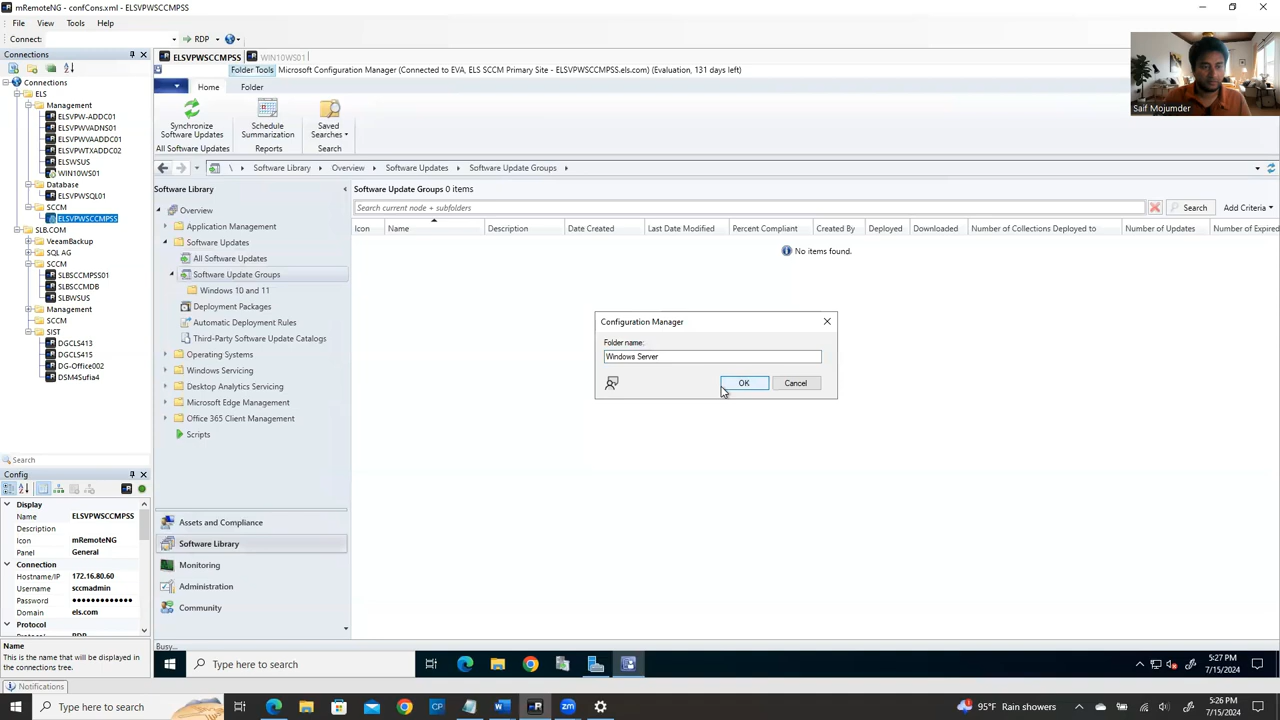 mRemoteNG - confCons.xml - ELSVPWSCCMPSS
File View Tools Help
Connect: RDP
Connections
Connections
ELS
Management
ELSVPW-ADDC01
ELSVPWVADNS01
ELSVPWVAADDC01
ELSVPWTXADDC02
ELSWSUS
WIN10WS01
Database
ELSVPWSQL01
SCCM
ELSVPWSCCMPSS
SLB.COM
VeeamBackup
SQL AG
SCCM
SLBSCCMPSS01
SLBSCCMDB
SLBWSUS
Management
SCCM
SIST
DGCLS413
DGCLS415
DG-Office002
DSM4Sufia4
Search
Config
Display
Name ELSVPWSCCMPSS
Description
Icon mRemoteNG
Panel General
Connection
Hostname/IP 172.16.80.60
Username sccmadmin
Password ●●●●●●●●●●●●●
Domain els.com
Protocol
Protocol RDP
Name
This is the name that will be displayed in
the connections tree.
Notifications
ELSVPWSCCMPSS WIN10WS01
Folder Tools Microsoft Configuration Manager (Connected to EVA, ELS SCCM Primary Site - ELSVPWSCCMPSS.els.com) (Evaluation, 131 days left)
Home Folder
Synchronize
Software Updates
Schedule
Summarization
Saved
Searches
All Software Updates Reports Search
\ Software Library Overview Software Updates Software Update Groups
Software Library
Overview
Application Management
Software Updates
All Software Updates
Software Update Groups
Windows 10 and 11
Deployment Packages
Automatic Deployment Rules
Third-Party Software Update Catalogs
Operating Systems
Windows Servicing
Desktop Analytics Servicing
Microsoft Edge Management
Office 365 Client Management
Scripts
Assets and Compliance
Software Library
Monitoring
Administration
Community
Busy...
Software Update Groups 0 items
Search current node + subfolders Search Add Criteria
Icon Name Description Date Created Last Date Modified Percent Compliant Created By Deployed Downloaded Number of Collections Deployed to Number of Updates Number of Expired
No items found.
Configuration Manager
Folder name:
Windows Server
OK Cancel
Saif Mojumder
Type here to search
5:27 PM
7/15/2024
Type here to search
95°F Rain showers
5:26 PM
7/15/2024